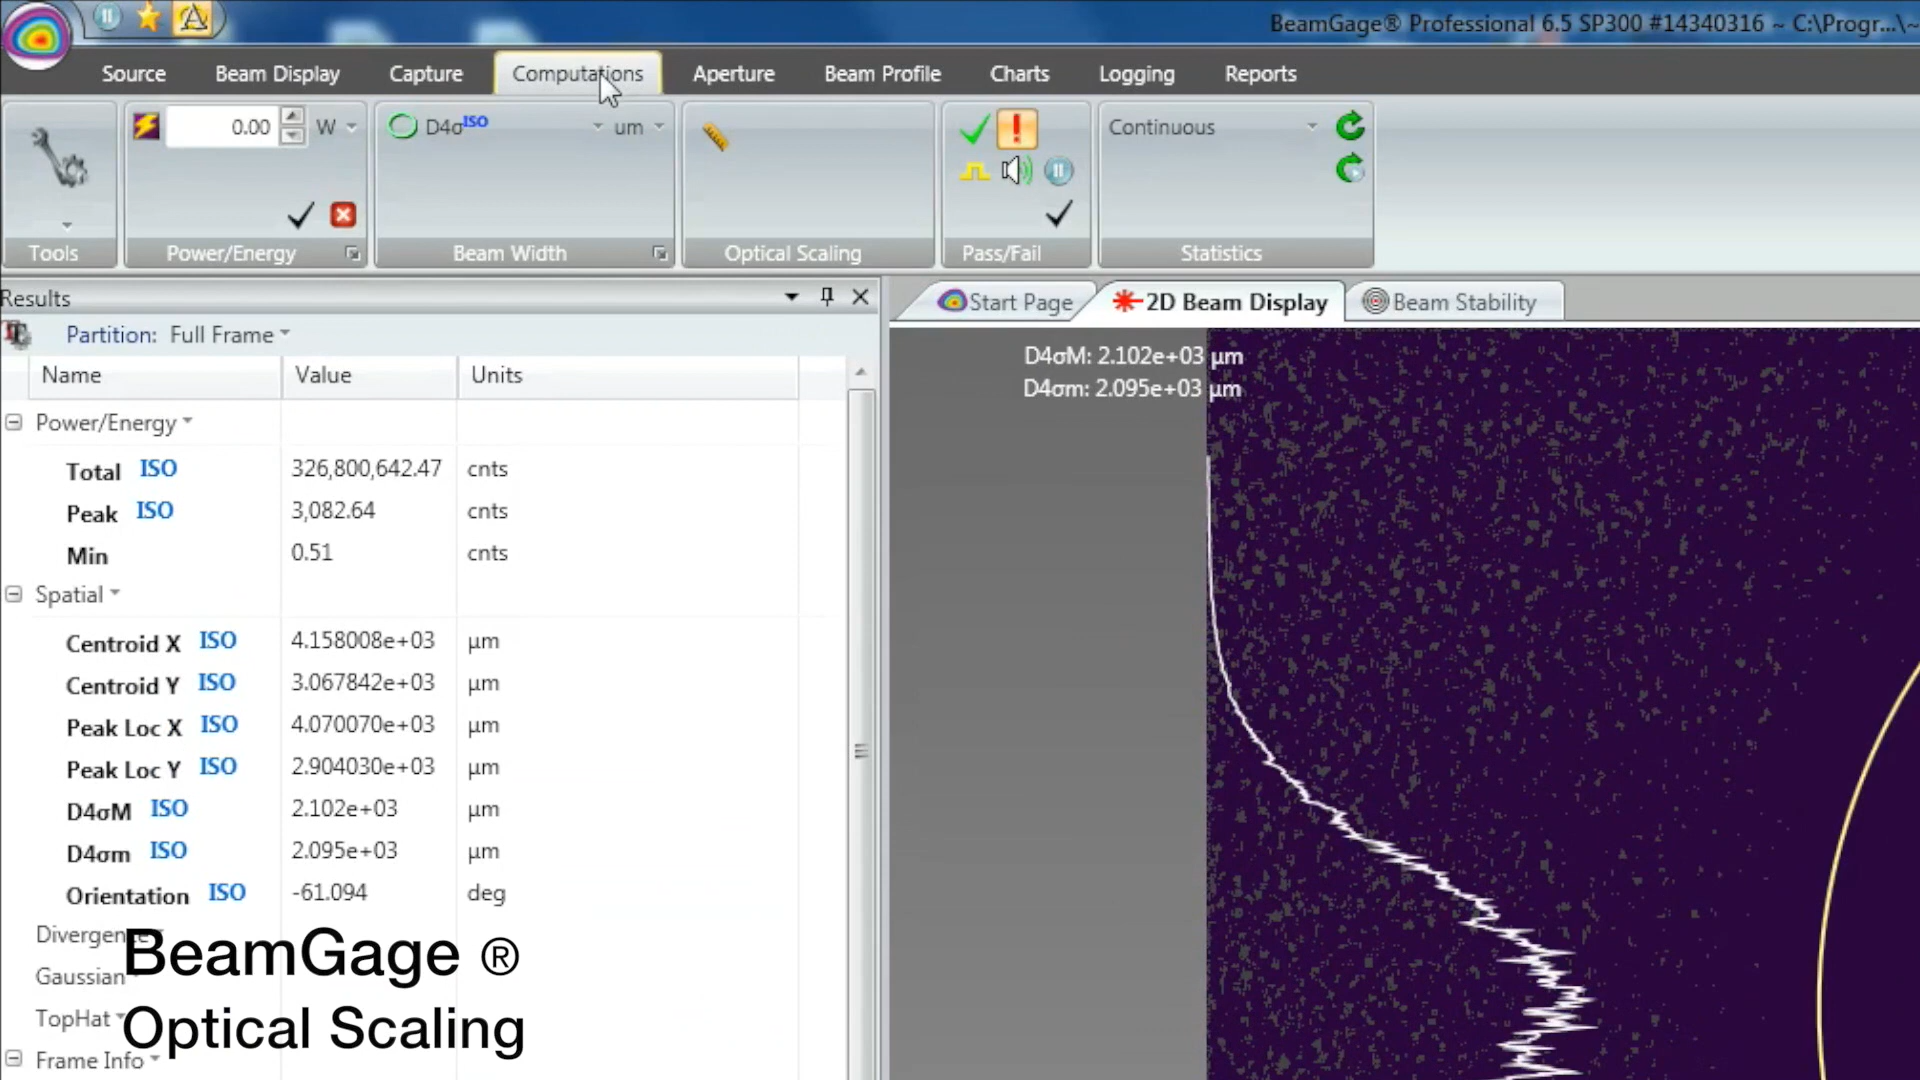 BeamGage® Professional 6.5 SP300 #14340316 ~ C:\Progr...\~
Source Beam Display Capture Computations Aperture Beam Profile Charts Logging Reports
0.00 W D4σISO um Continuous
Tools Power/Energy Beam Width Optical Scaling Pass/Fail Statistics
Results
Start Page 2D Beam Display Beam Stability
Partition: Full Frame
D4σM: 2.102e+03 µm
D4σm: 2.095e+03 µm
Name Value Units
Power/Energy
Total ISO 326,800,642.47 cnts
Peak ISO 3,082.64 cnts
Min 0.51 cnts
Spatial
Centroid X ISO 4.158008e+03 µm
Centroid Y ISO 3.067842e+03 µm
Peak Loc X ISO 4.070070e+03 µm
Peak Loc Y ISO 2.904030e+03 µm
D4σM ISO 2.102e+03 µm
D4σm ISO 2.095e+03 µm
Orientation ISO -61.094 deg
Divergence
BeamGage ®
Gaussian
TopHat
Optical Scaling
Frame Info